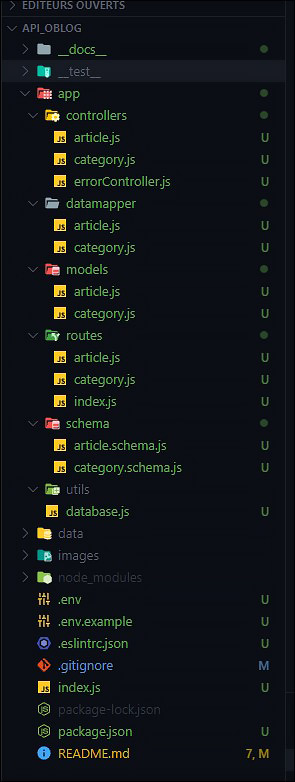 ÉDITEURS OUVERTS
API_OBLOG
__docs__
__test__
app
controllers
article.js U
category.js U
errorController.js U
datamapper
article.js U
category.js U
models
article.js U
category.js U
routes
article.js U
category.js U
index.js U
schema
article.schema.js U
category.schema.js U
utils
database.js U
data
images
node_modules
.env U
.env.example U
.eslintrc.json U
.gitignore M
index.js U
package-lock.json
package.json U
README.md 7, M